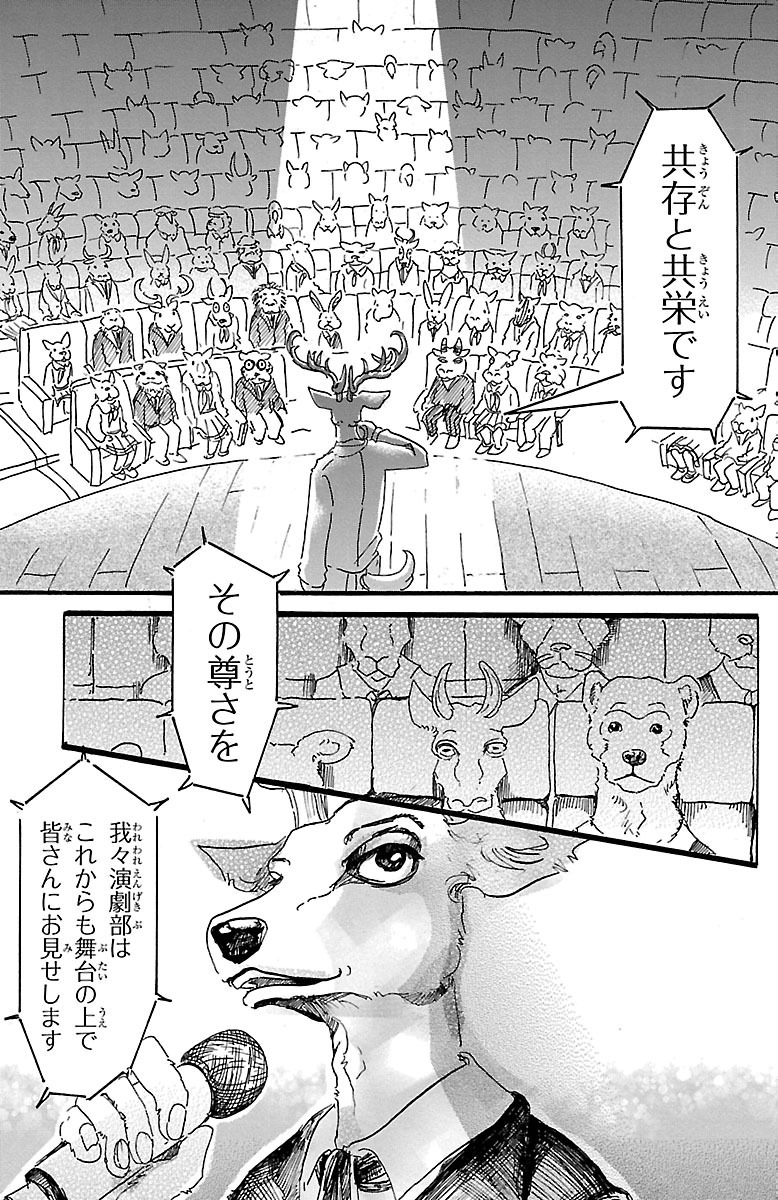 共存と共栄です
その尊さを
我々演劇部は
これからも舞台の上で
皆さんにお見せします